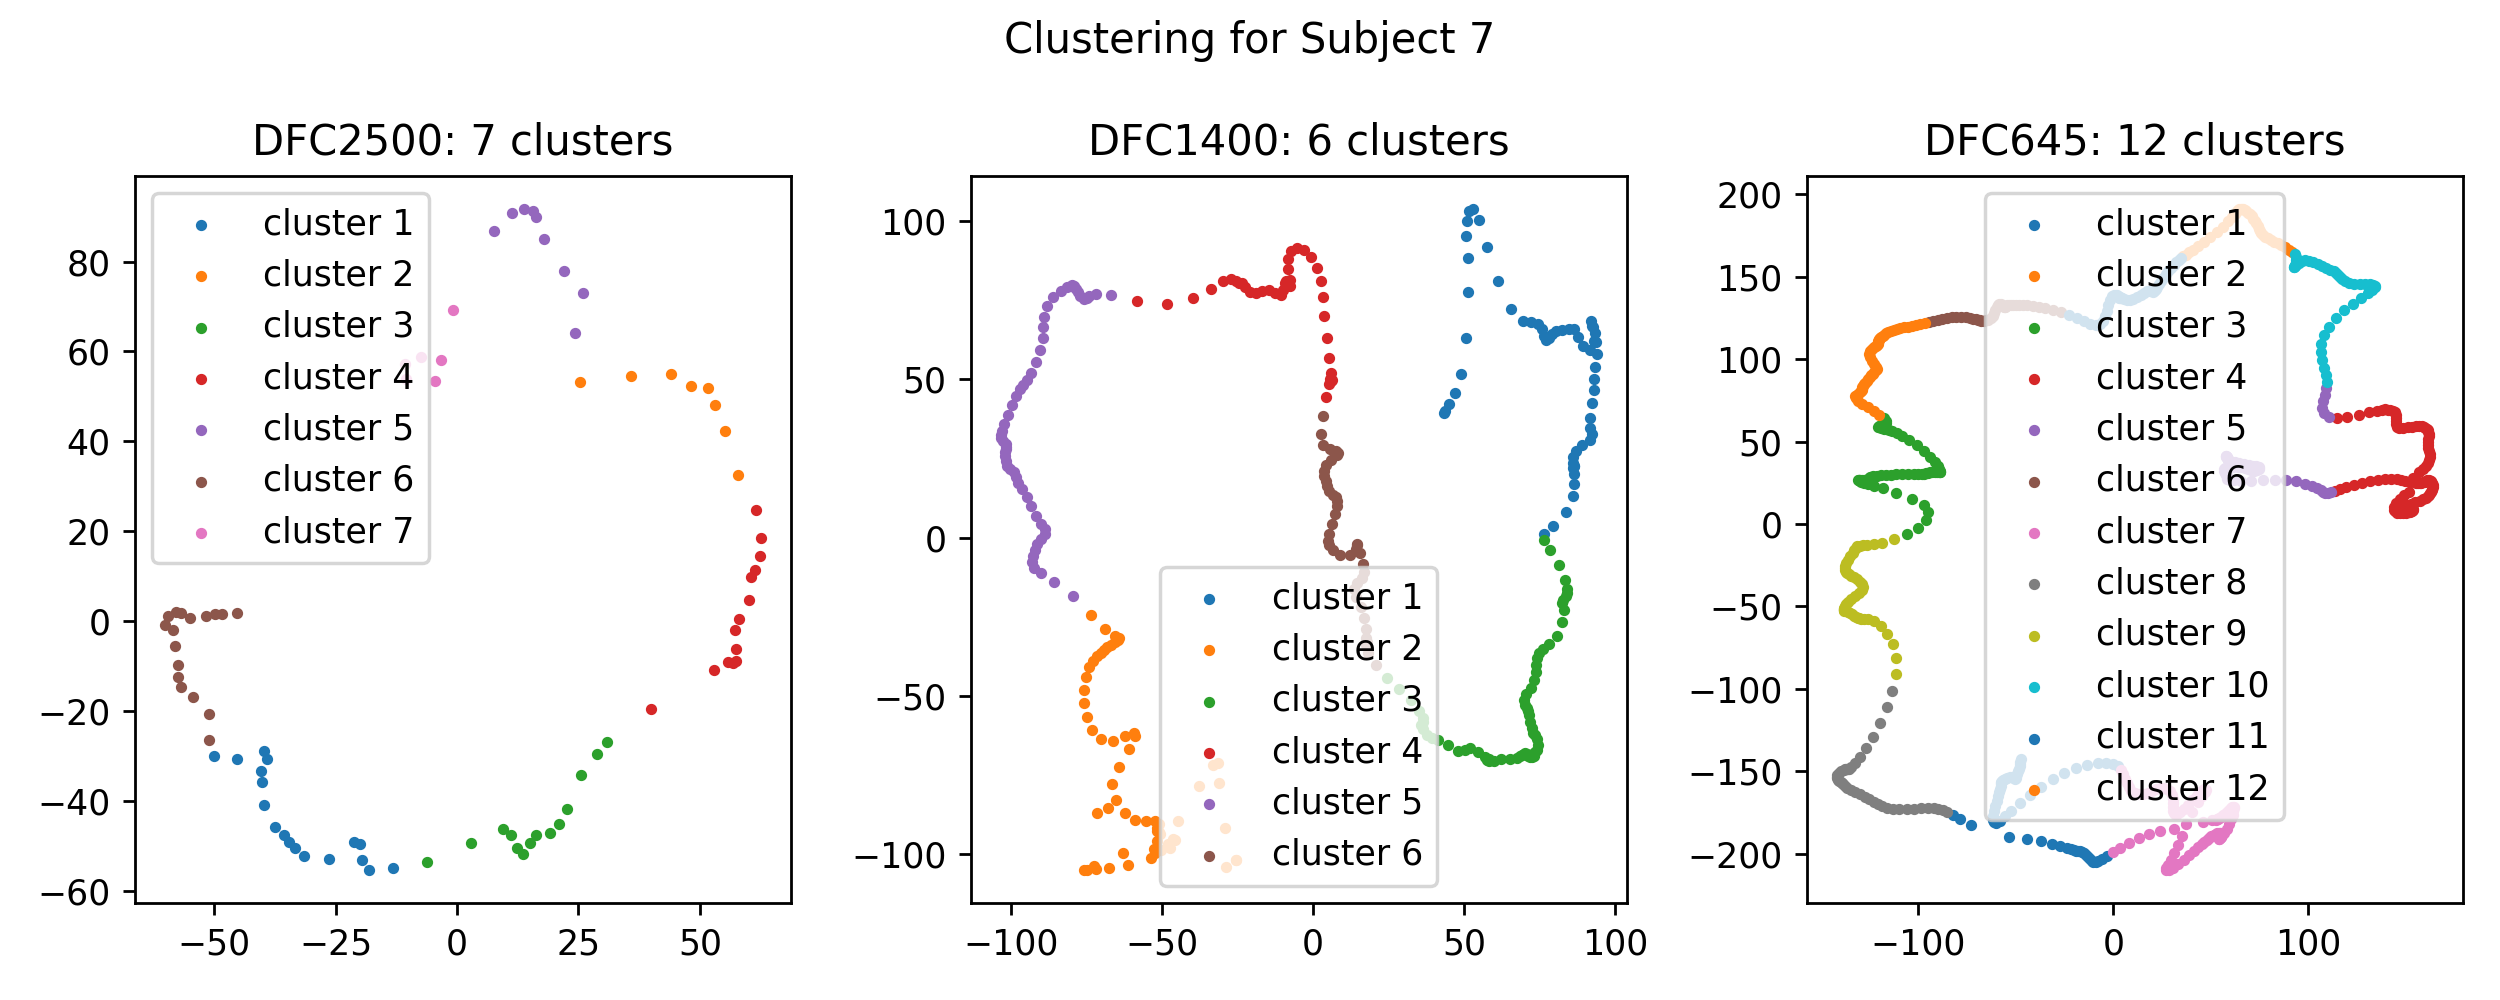 Clustering for Subject 7
DFC2500: 7 clusters
cluster 1
cluster 2
cluster 3
cluster 4
cluster 5
cluster 6
cluster 7
80
60
40
20
0
−20
−40
−60
−50
−25
0
25
50
DFC1400: 6 clusters
cluster 1
cluster 2
cluster 3
cluster 4
cluster 5
cluster 6
100
50
0
−50
−100
−100
−50
0
50
100
DFC645: 12 clusters
cluster 1
cluster 2
cluster 3
cluster 4
cluster 5
cluster 6
cluster 7
cluster 8
cluster 9
cluster 10
cluster 11
cluster 12
200
150
100
50
0
−50
−100
−150
−200
−100
0
100